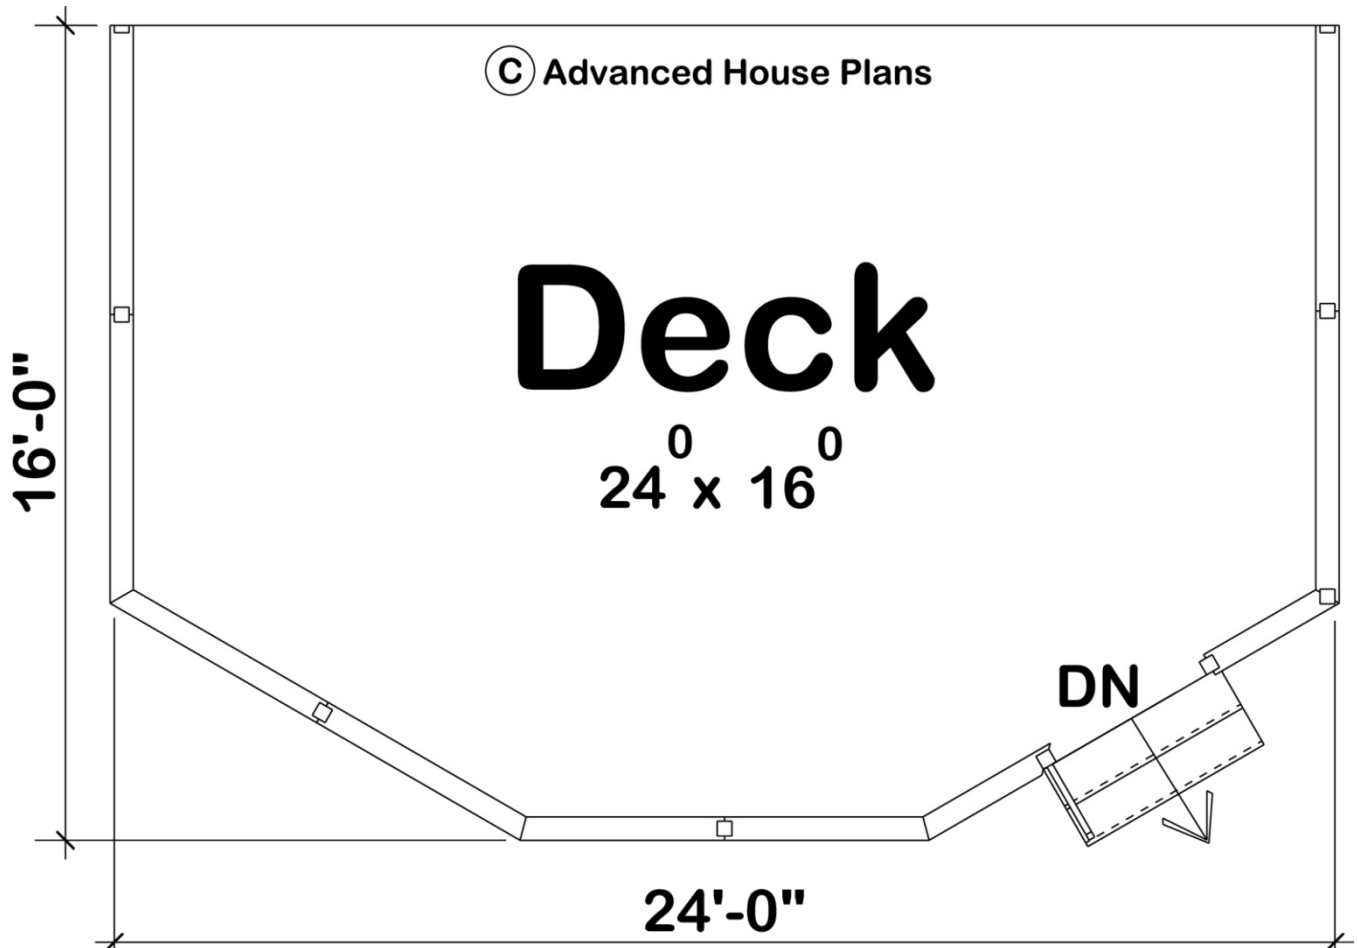 © Advanced House Plans
Deck
24⁰ x 16⁰
16'-0"
DN
24'-0"